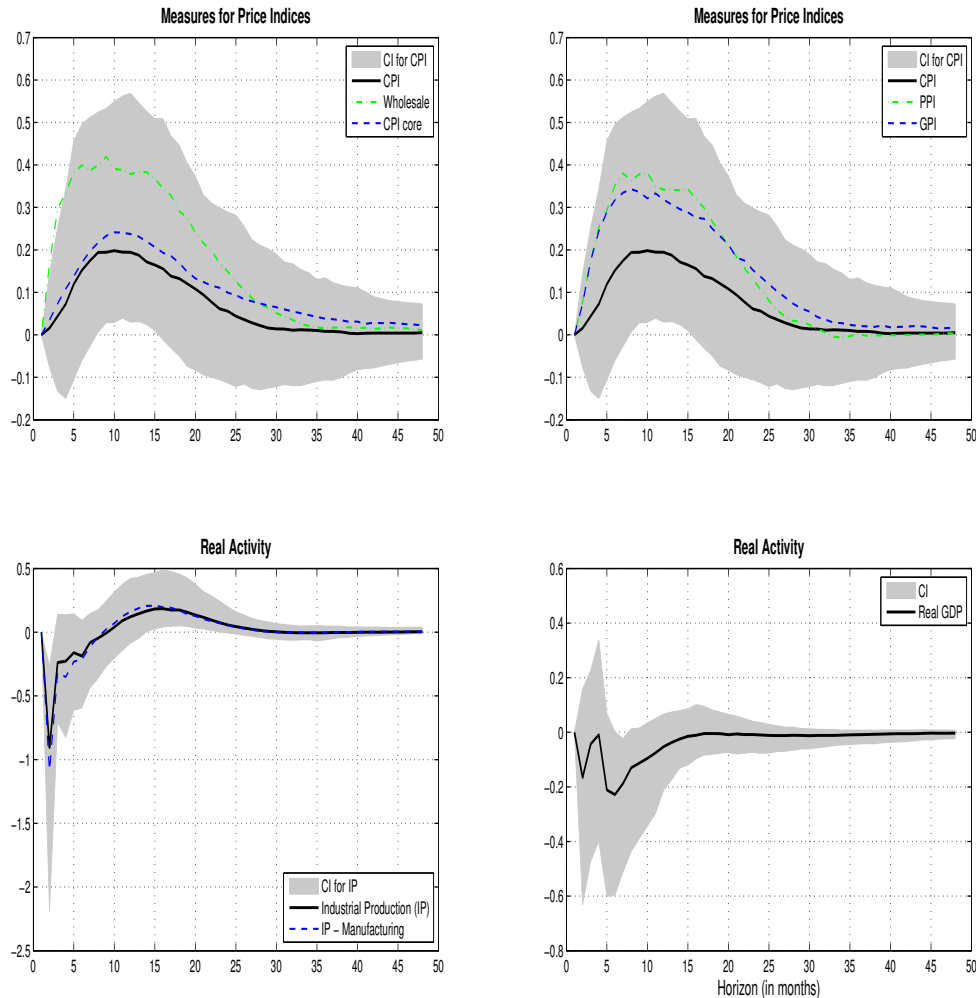 Measures for Price Indices
0.7
0.6
0.5
0.4
0.3
0.2
0.1
0
−0.1
−0.2
0 5 10 15 20 25 30 35 40 45 50
CI for CPI
CPI
Wholesale
CPI core
Measures for Price Indices
0.7
0.6
0.5
0.4
0.3
0.2
0.1
0
−0.1
−0.2
0 5 10 15 20 25 30 35 40 45 50
CI for CPI
CPI
PPI
GPI
Real Activity
0.5
0
−0.5
−1
−1.5
−2
−2.5
0 5 10 15 20 25 30 35 40 45 50
CI for IP
Industrial Production (IP)
IP − Manufacturing
Real Activity
0.6
0.4
0.2
0
−0.2
−0.4
−0.6
−0.8
0 5 10 15 20 25 30 35 40 45 50
CI
Real GDP
Horizon (in months)